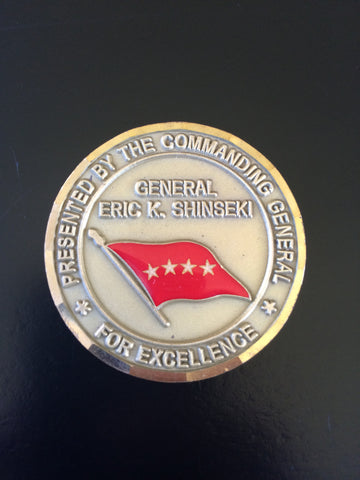 PRESENTED BY THE COMMANDING GENERAL
GENERAL
ERIC K. SHINSEKI
FOR EXCELLENCE